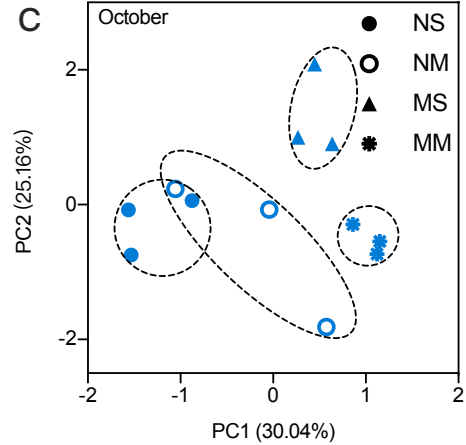 C
October
NS
NM
MS
MM
PC2 (25.16%)
2
0
-2
-2
-1
0
1
2
PC1 (30.04%)